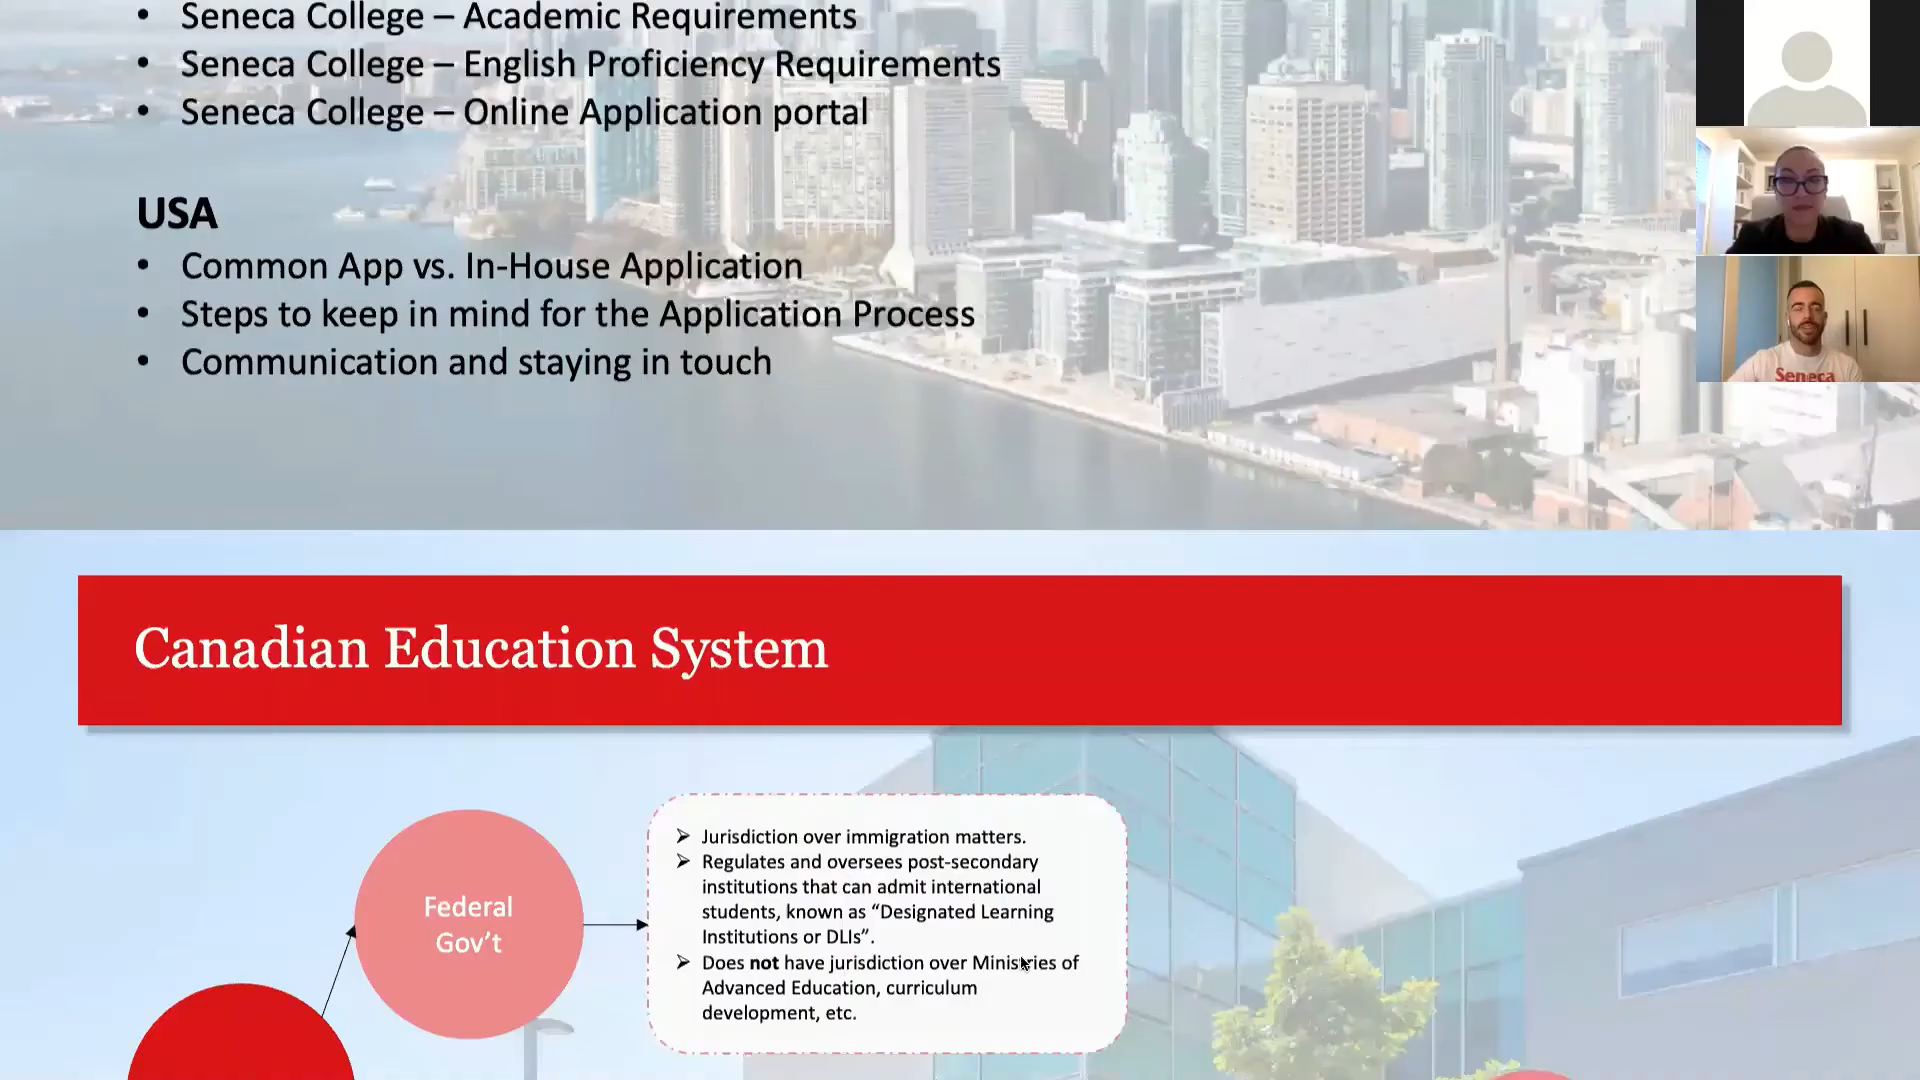 • Seneca College – Academic Requirements
• Seneca College – English Proficiency Requirements
• Seneca College – Online Application portal
USA
• Common App vs. In-House Application
• Steps to keep in mind for the Application Process
• Communication and staying in touch
Seneca
Canadian Education System
Federal
Gov't
➢ Jurisdiction over immigration matters.
➢ Regulates and oversees post-secondary
institutions that can admit international
students, known as “Designated Learning
Institutions or DLIs”.
➢ Does not have jurisdiction over Ministries of
Advanced Education, curriculum
development, etc.